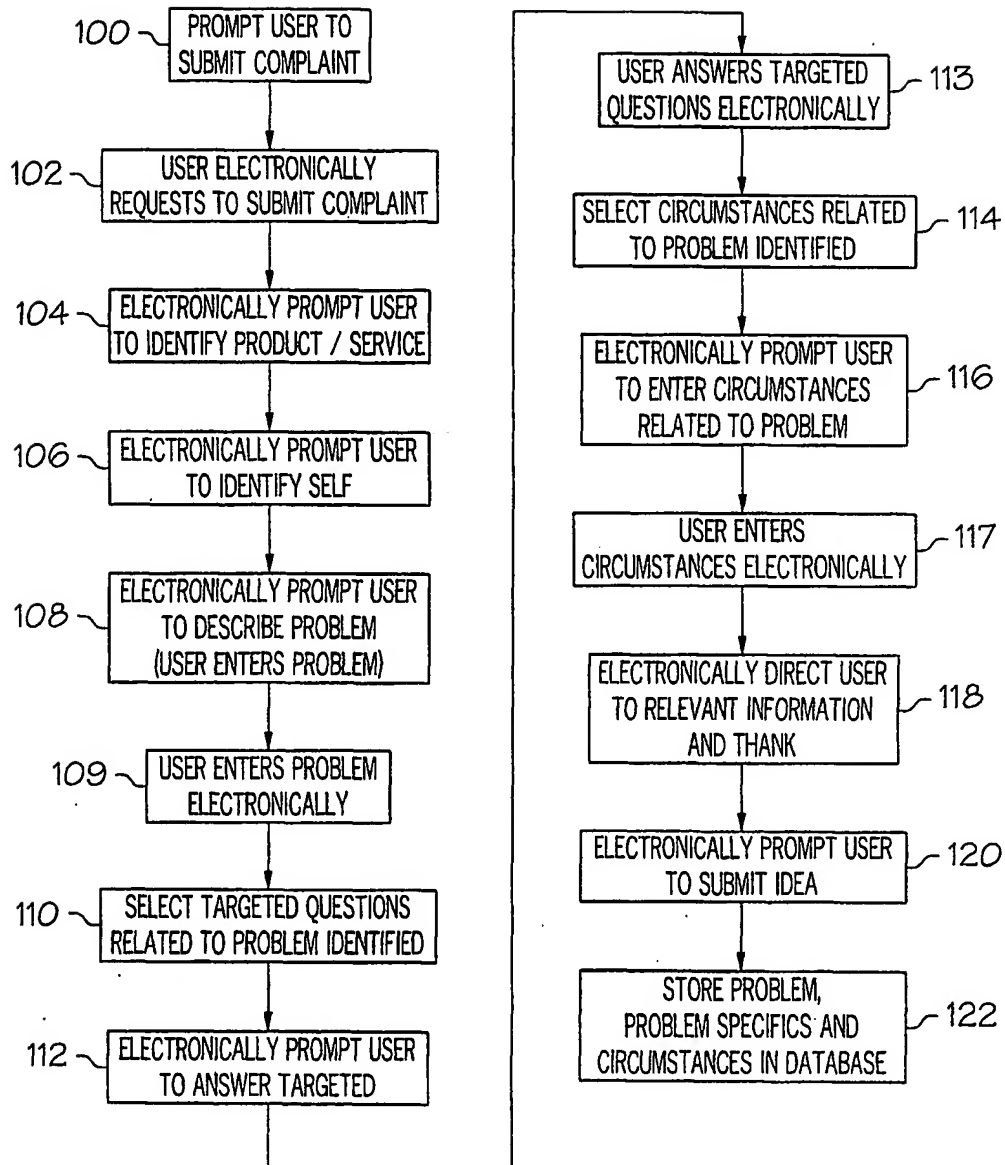 100
PROMPT USER TO
SUBMIT COMPLAINT
102
USER ELECTRONICALLY
REQUESTS TO SUBMIT COMPLAINT
104
ELECTRONICALLY PROMPT USER
TO IDENTIFY PRODUCT / SERVICE
106
ELECTRONICALLY PROMPT USER
TO IDENTIFY SELF
108
ELECTRONICALLY PROMPT USER
TO DESCRIBE PROBLEM
(USER ENTERS PROBLEM)
109
USER ENTERS PROBLEM
ELECTRONICALLY
110
SELECT TARGETED QUESTIONS
RELATED TO PROBLEM IDENTIFIED
112
ELECTRONICALLY PROMPT USER
TO ANSWER TARGETED
USER ANSWERS TARGETED
QUESTIONS ELECTRONICALLY
113
SELECT CIRCUMSTANCES RELATED
TO PROBLEM IDENTIFIED
114
ELECTRONICALLY PROMPT USER
TO ENTER CIRCUMSTANCES
RELATED TO PROBLEM
116
USER ENTERS
CIRCUMSTANCES ELECTRONICALLY
117
ELECTRONICALLY DIRECT USER
TO RELEVANT INFORMATION
AND THANK
118
ELECTRONICALLY PROMPT USER
TO SUBMIT IDEA
120
STORE PROBLEM,
PROBLEM SPECIFICS AND
CIRCUMSTANCES IN DATABASE
122